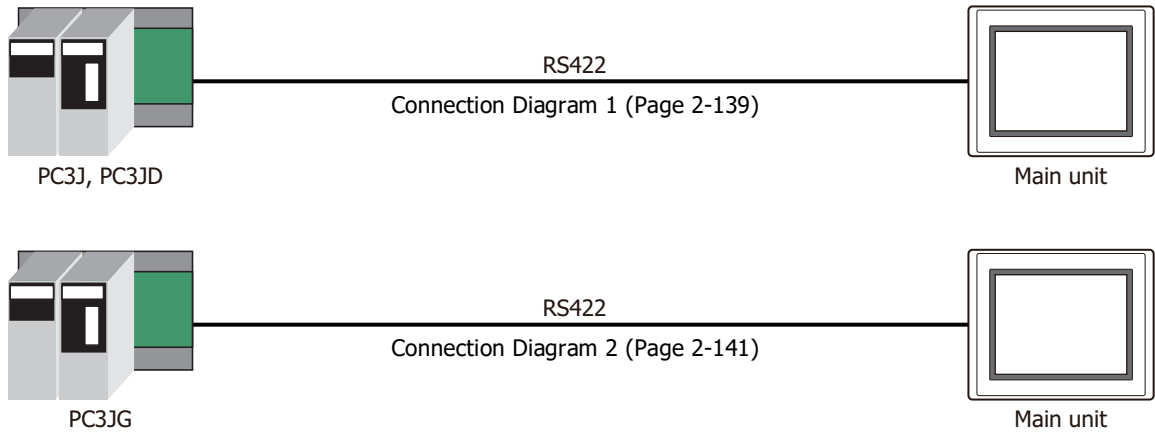 RS422
Connection Diagram 1 (Page 2-139)
PC3J, PC3JD
Main unit
RS422
Connection Diagram 2 (Page 2-141)
PC3JG
Main unit